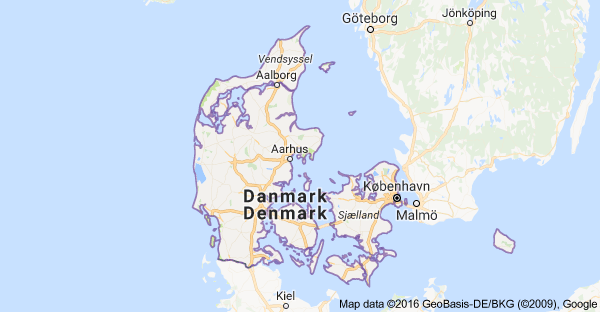 Jönköping
Göteborg
Vendsyssel
Aalborg
Aarhus
København
Danmark
Denmark
Sjælland
Malmö
Kiel
Map data ©2016 GeoBasis-DE/BKG (©2009), Google